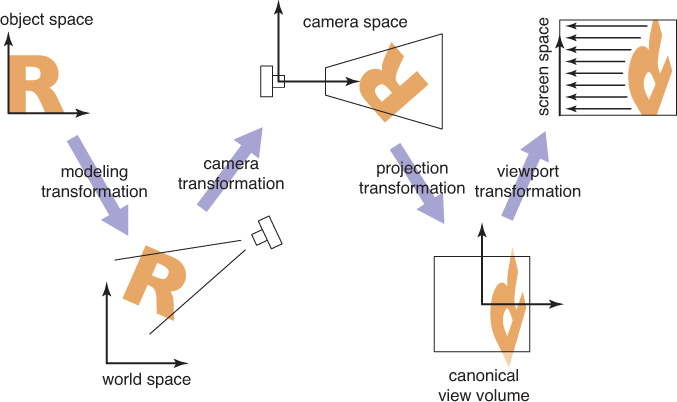 object space
R
modeling
transformation
R
world space
camera
transformation
camera space
R
projection
transformation
R
canonical
view volume
viewport
transformation
screen space
R